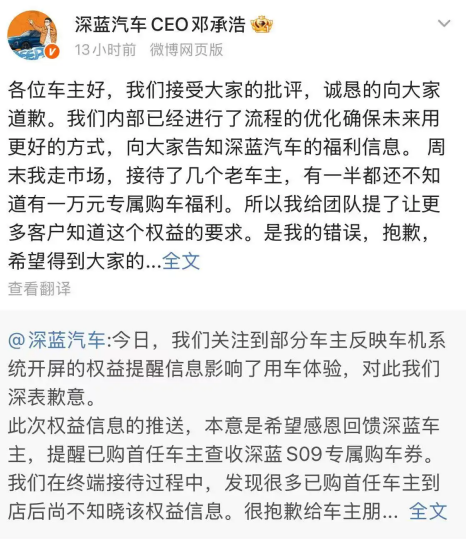 深蓝汽车CEO邓承浩
13小时前 微博网页版
各位车主好，我们接受大家的批评，诚恳的向大家
道歉。我们内部已经进行了流程的优化确保未来用
更好的方式，向大家告知深蓝汽车的福利信息。 周
末我走市场，接待了几个老车主，有一半都还不知
道有一万元专属购车福利。所以我给团队提了让更
多客户知道这个权益的要求。是我的错误，抱歉，
希望得到大家的...全文
查看翻译
@深蓝汽车:今日，我们关注到部分车主反映车机系
统开屏的权益提醒信息影响了用车体验，对此我们
深表歉意。
此次权益信息的推送，本意是希望感恩回馈深蓝车
主，提醒已购首任车主查收深蓝S09专属购车券。
我们在终端接待过程中，发现很多已购首任车主到
店后尚不知晓该权益信息。很抱歉给车主朋... 全文